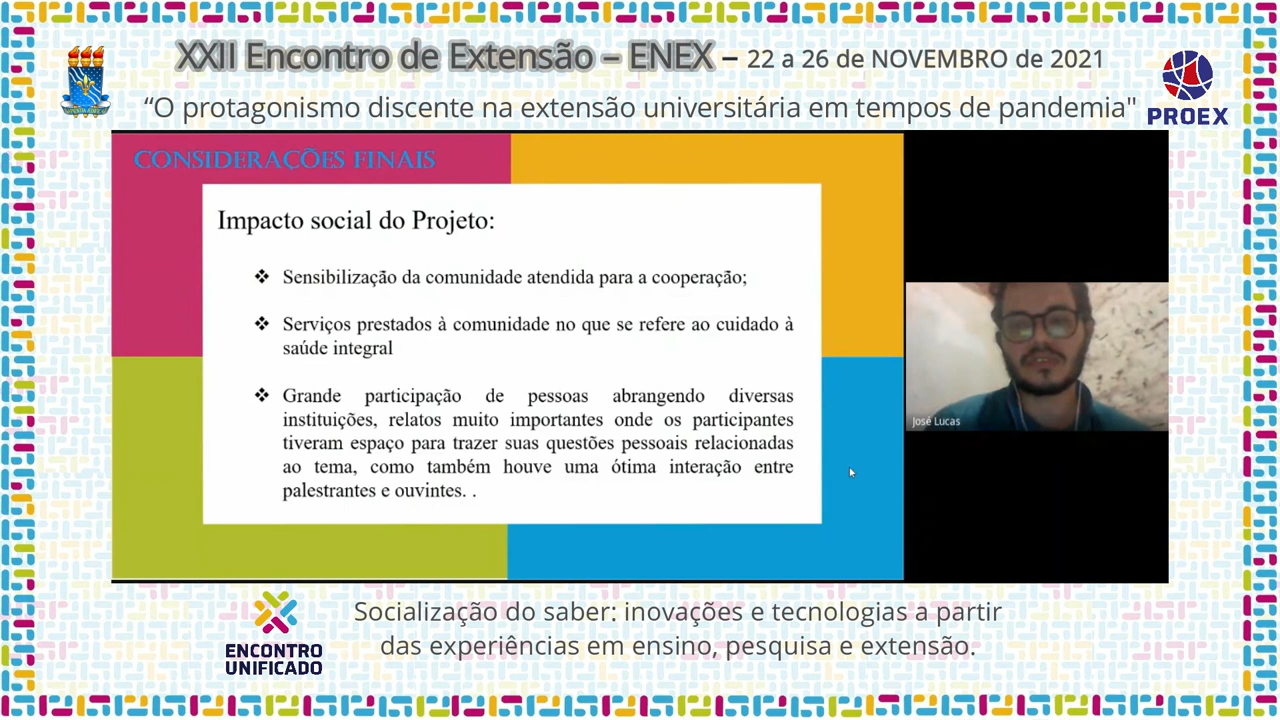 XXII Encontro de Extensão – ENEX – 22 a 26 de NOVEMBRO de 2021
“O protagonismo discente na extensão universitária em tempos de pandemia"
PROEX
CONSIDERAÇÕES FINAIS
Impacto social do Projeto:
❖ Sensibilização da comunidade atendida para a cooperação;
❖ Serviços prestados à comunidade no que se refere ao cuidado à
saúde integral
❖ Grande participação de pessoas abrangendo diversas
instituições, relatos muito importantes onde os participantes
tiveram espaço para trazer suas questões pessoais relacionadas
ao tema, como também houve uma ótima interação entre
palestrantes e ouvintes. .
José Lucas
ENCONTRO
UNIFICADO
Socialização do saber: inovações e tecnologias a partir
das experiências em ensino, pesquisa e extensão.